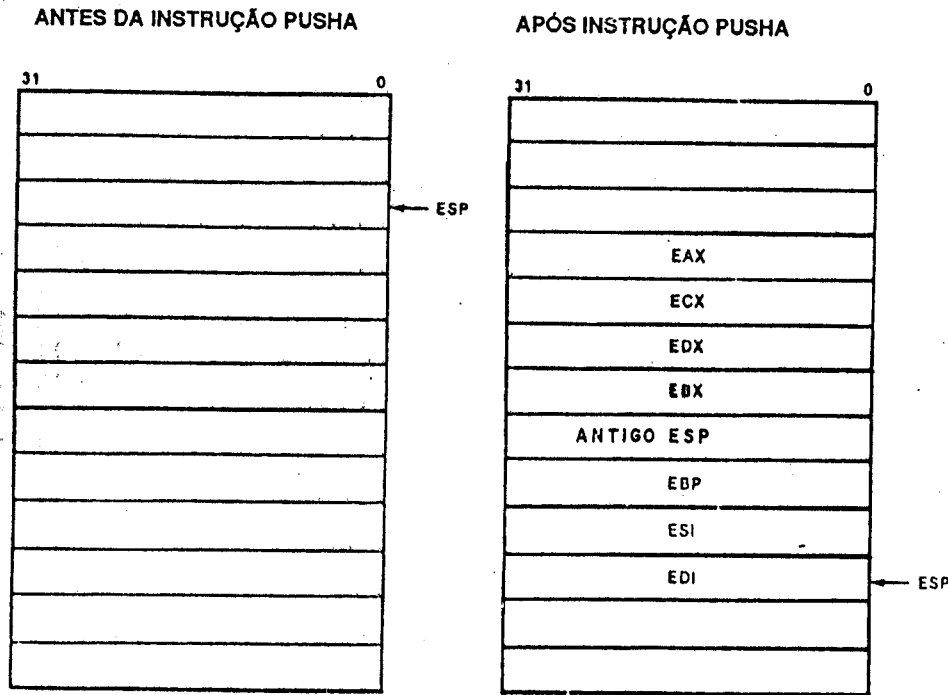 ANTES DA INSTRUÇÃO PUSHA
31 0
ESP
APÓS INSTRUÇÃO PUSHA
31 0
EAX
ECX
EDX
EBX
ANTIGO ESP
EBP
ESI
EDI
ESP